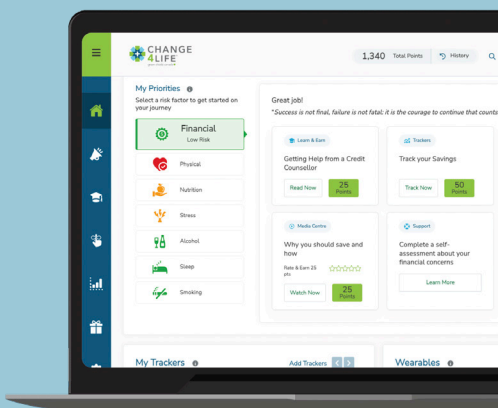 CHANGE
4LIFE
1,340 Total Points History
My Priorities
Select a risk factor to get started on
your journey
Financial
Low Risk
Physical
Nutrition
Stress
Alcohol
Sleep
Smoking
Great job!
"Success is not final, failure is not fatal: it is the courage to continue that counts
Learn & Earn
Getting Help from a Credit
Counsellor
Read Now
25
Points
Trackers
Track your Savings
Track Now
50
Points
Media Centre
Why you should save and
how
Rate & Earn 25
pts
Watch Now
25
Points
Support
Complete a self-
assessment about your
financial concerns
Learn More
My Trackers
Add Trackers
Wearables